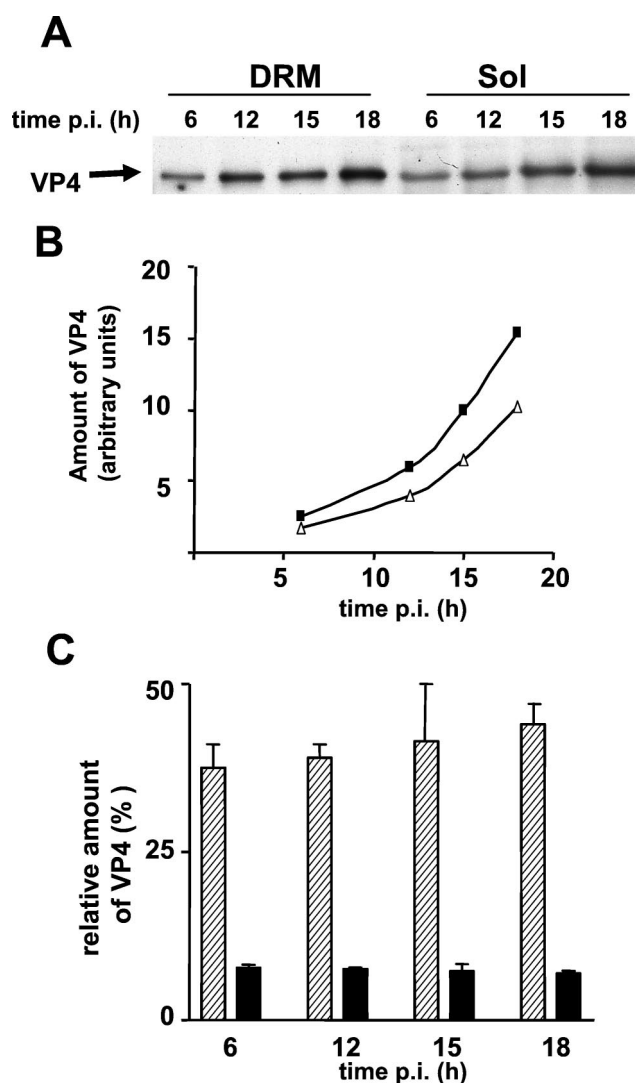 A
DRM Sol
time p.i. (h) 6 12 15 18 6 12 15 18
VP4
B
20
15
10
5
Amount of VP4
(arbitrary units)
5 10 15 20
time p.i. (h)
C
50
25
0
relative amount
of VP4 (%)
6 12 15 18
time p.i. (h)